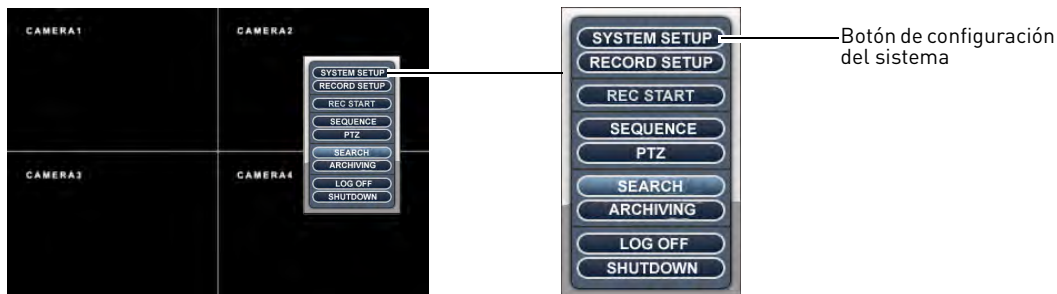 CAMERA1
CAMERA2
SYSTEM SETUP
RECORD SETUP
REC START
SEQUENCE
PTZ
SEARCH
ARCHIVING
LOG OFF
SHUTDOWN
CAMERA3
CAMERA4
SYSTEM SETUP
RECORD SETUP
REC START
SEQUENCE
PTZ
SEARCH
ARCHIVING
LOG OFF
SHUTDOWN
Botón de configuración
del sistema